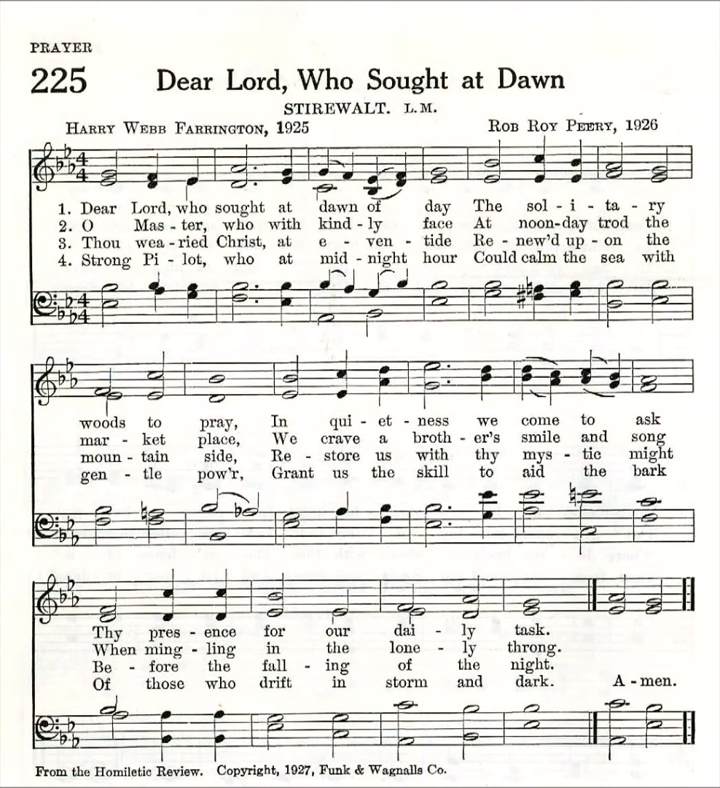 PRAYER
225 Dear Lord, Who Sought at Dawn
STIREWALT. L. M.
HARRY WEBB FARRINGTON, 1925 ROB ROY PEERY, 1926
4
4
1. Dear Lord, who sought at dawn of day The sol - i - ta - ry
2. O Mas - ter, who with kind - ly face At noon-day trod the
3. Thou wea - ried Christ, at e - ven - tide Re - new'd up - on the
4. Strong Pi - lot, who at mid - night hour Could calm the sea with
4
4
woods to pray, In qui - et - ness we come to ask
mar - ket place, We crave a broth - er's smile and song
moun - tain side, Re - store us with thy mys - tic might
gen - tle pow'r, Grant us the skill to aid the bark
Thy pres - ence for our dai - ly task.
When ming - ling in the lone - ly throng.
Be - fore the fall - ing of the night.
Of those who drift in storm and dark. A - men.
From the Homiletic Review. Copyright, 1927, Funk & Wagnalls Co.